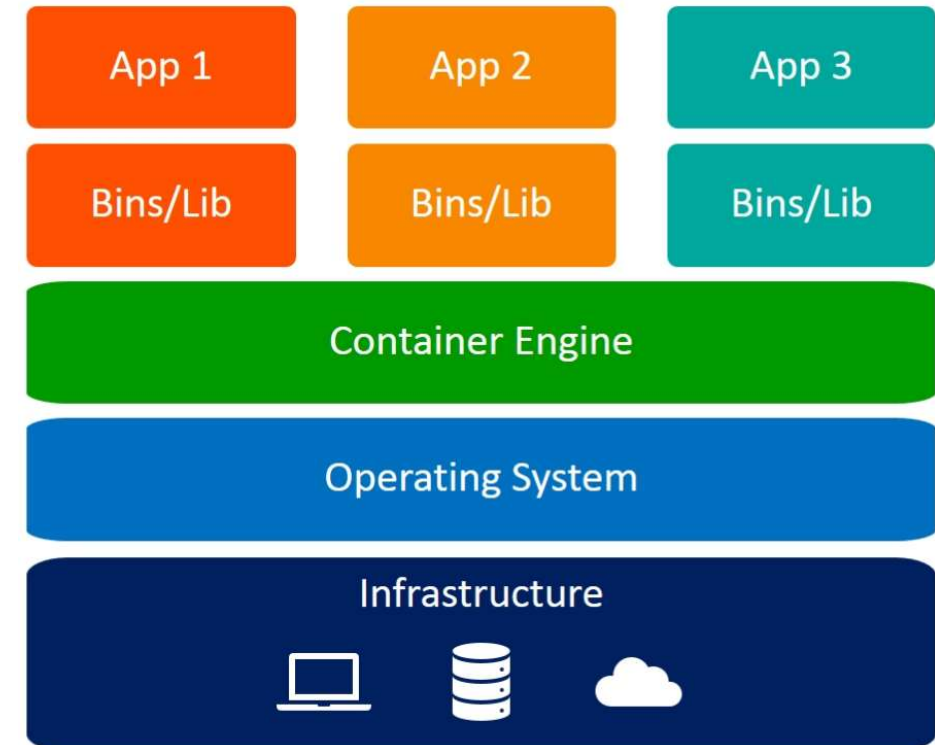 App 1
App 2
App 3
Bins/Lib
Bins/Lib
Bins/Lib
Container Engine
Operating System
Infrastructure